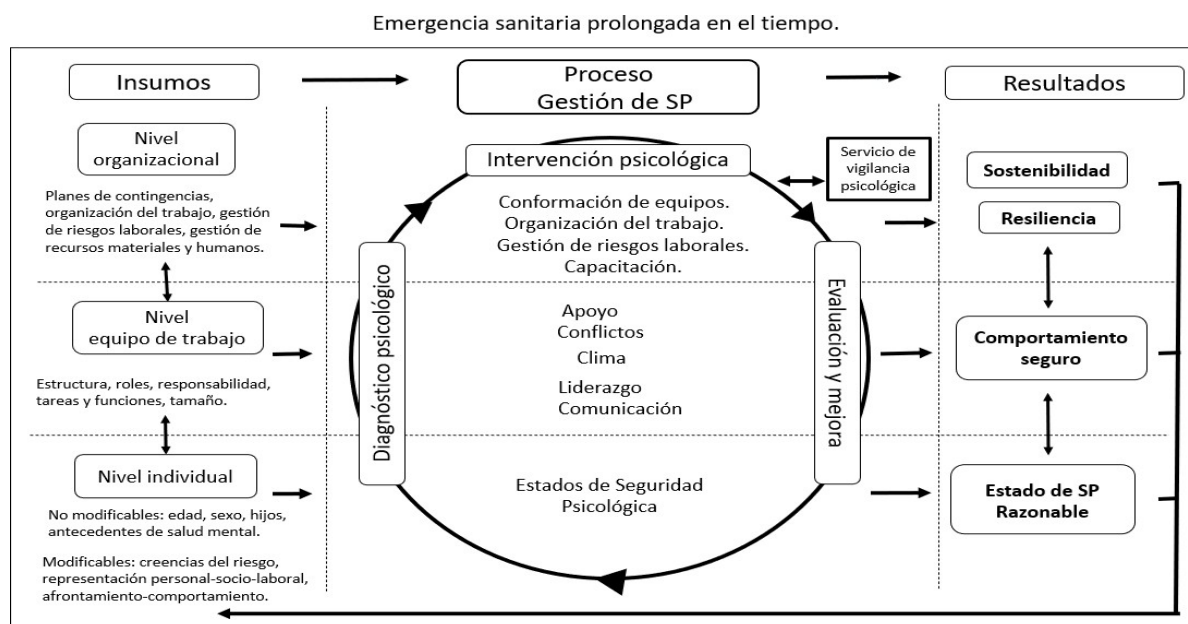 Emergencia sanitaria prolongada en el tiempo.
Insumos
Proceso
Gestión de SP
Resultados
Nivel
organizacional
Planes de contingencias,
organización del trabajo, gestión
de riesgos laborales, gestión de
recursos materiales y humanos.
Nivel
equipo de trabajo
Estructura, roles, responsabilidad,
tareas y funciones, tamaño.
Nivel individual
No modificables: edad, sexo, hijos,
antecedentes de salud mental.
Modificables: creencias del riesgo,
representación personal-socio-laboral,
afrontamiento-comportamiento.
Diagnóstico psicológico
Intervención psicológica
Conformación de equipos.
Organización del trabajo.
Gestión de riesgos laborales.
Capacitación.
Apoyo
Conflictos
Clima
Liderazgo
Comunicación
Estados de Seguridad
Psicológica
Evaluación y mejora
Servicio de
vigilancia
psicológica
Sostenibilidad
Resiliencia
Comportamiento
seguro
Estado de SP
Razonable